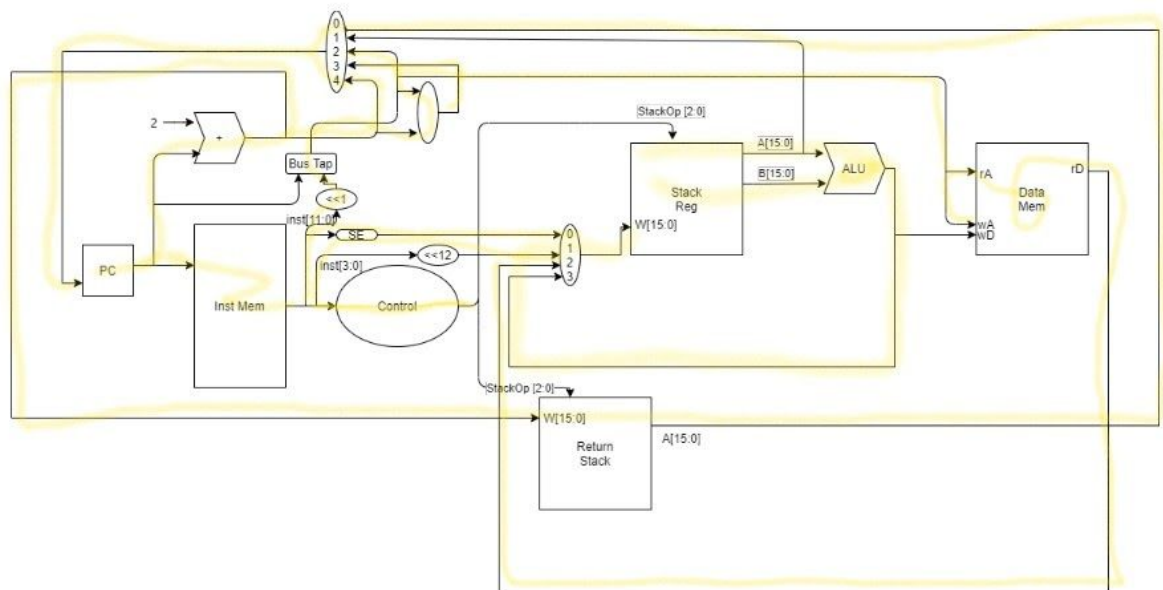 0
1
2
3
4
StackOp [2:0]
2
+
A[15:0]
ALU
Bus Tap
B[15:0]
Stack
Reg
rA
Data
Mem
rD
<<1
inst[11:0]
SE
W[15:0]
wA
wD
0
1
2
3
PC
<<12
inst[3:0]
Inst Mem
Control
StackOp [2:0]
W[15:0]
A[15:0]
Return
Stack